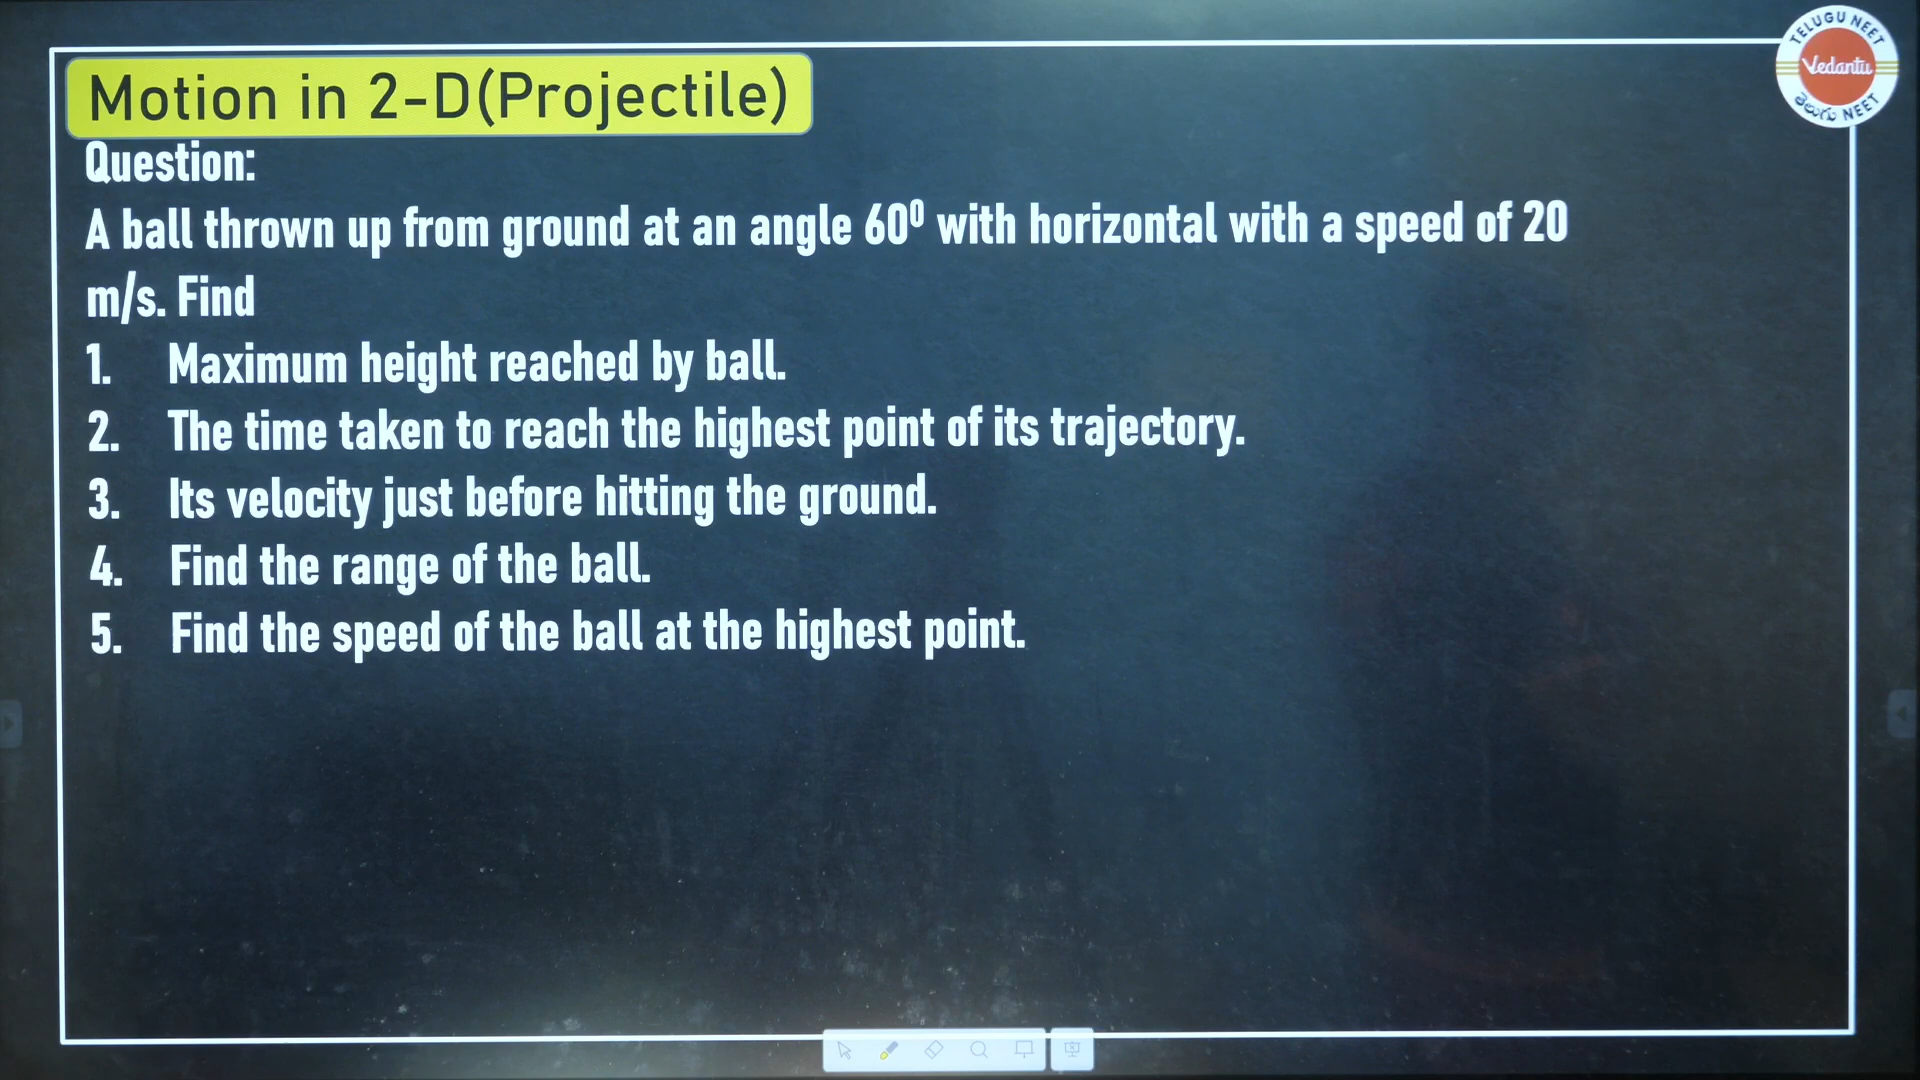 TELUGU NEET
Vedantu
తెలుగు NEET
Motion in 2-D(Projectile)
Question:
A ball thrown up from ground at an angle 60⁰ with horizontal with a speed of 20
m/s. Find
1. Maximum height reached by ball.
2. The time taken to reach the highest point of its trajectory.
3. Its velocity just before hitting the ground.
4. Find the range of the ball.
5. Find the speed of the ball at the highest point.